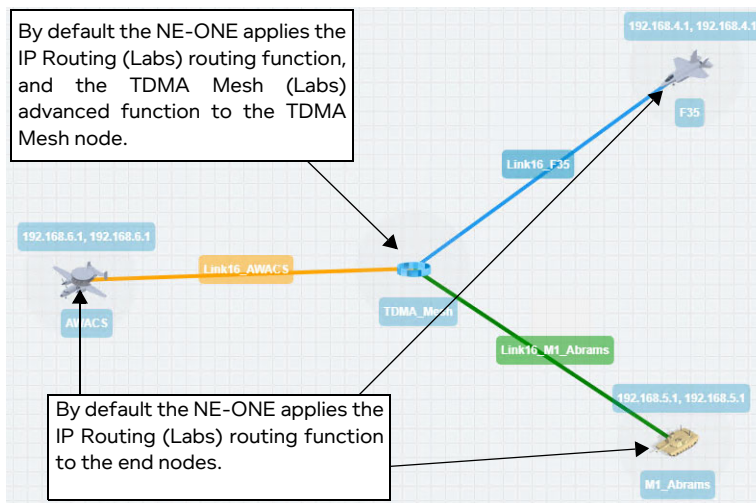 By default the NE-ONE applies the
IP Routing (Labs) routing function,
and the TDMA Mesh (Labs)
advanced function to the TDMA
Mesh node.
192.168.4.1, 192.168.4.1
F35
Link16_F35
192.168.6.1, 192.168.6.1
Link16_AWACS
AWACS
TDMA_Mesh
Link16_M1_Abrams
192.168.5.1, 192.168.5.1
M1_Abrams
By default the NE-ONE applies the
IP Routing (Labs) routing function
to the end nodes.